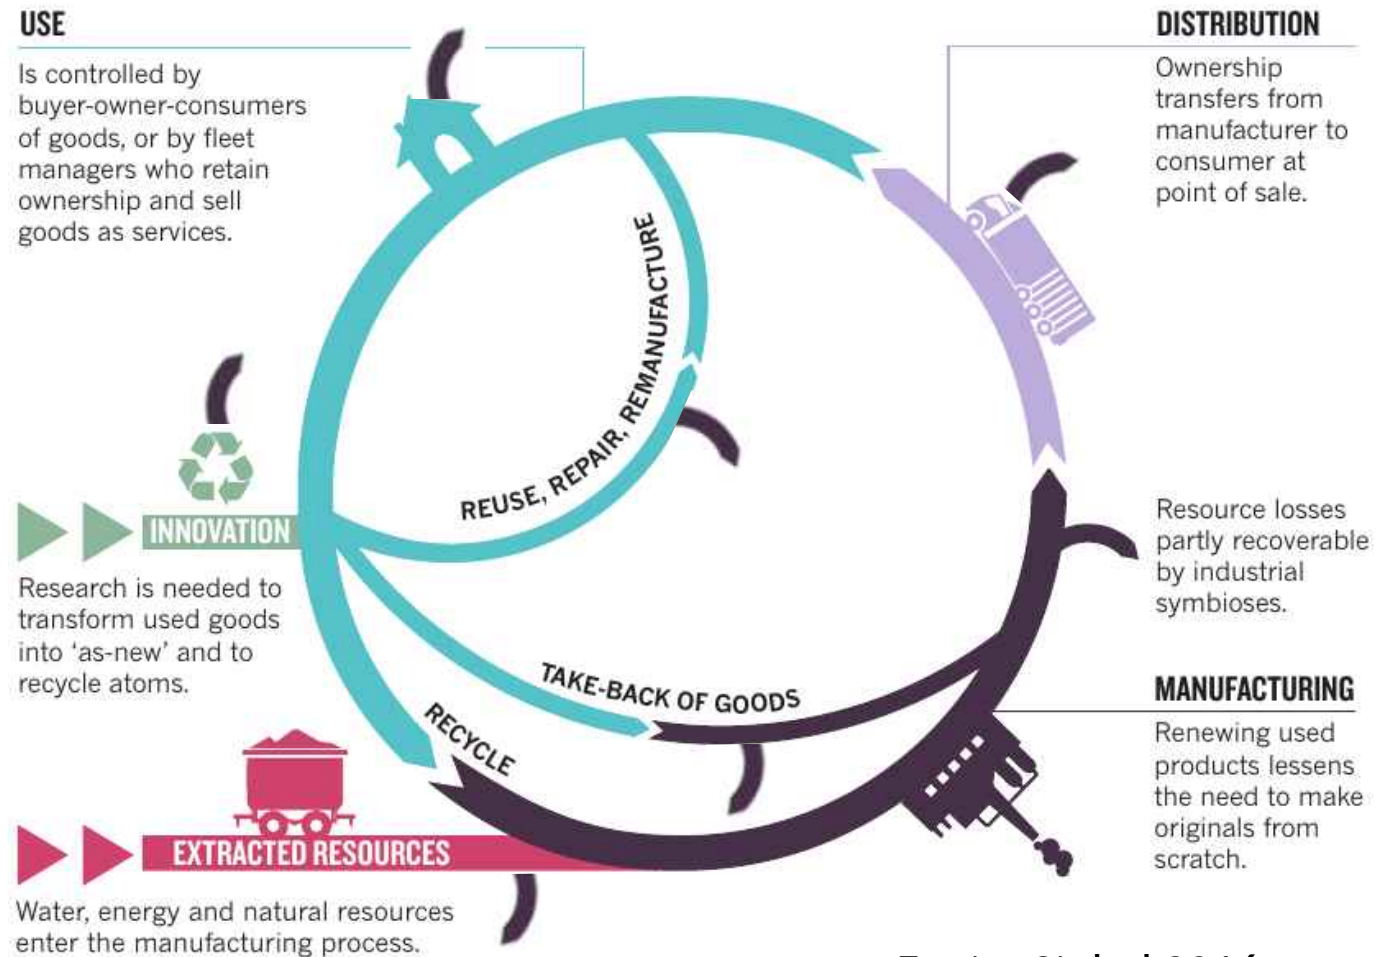 USE
Is controlled by
buyer-owner-consumers
of goods, or by fleet
managers who retain
ownership and sell
goods as services.
DISTRIBUTION
Ownership
transfers from
manufacturer to
consumer at
point of sale.
REUSE, REPAIR, REMANUFACTURE
INNOVATION
Research is needed to
transform used goods
into ‘as-new’ and to
recycle atoms.
Resource losses
partly recoverable
by industrial
symbioses.
TAKE-BACK OF GOODS
RECYCLE
MANUFACTURING
Renewing used
products lessens
the need to make
originals from
scratch.
EXTRACTED RESOURCES
Water, energy and natural resources
enter the manufacturing process.